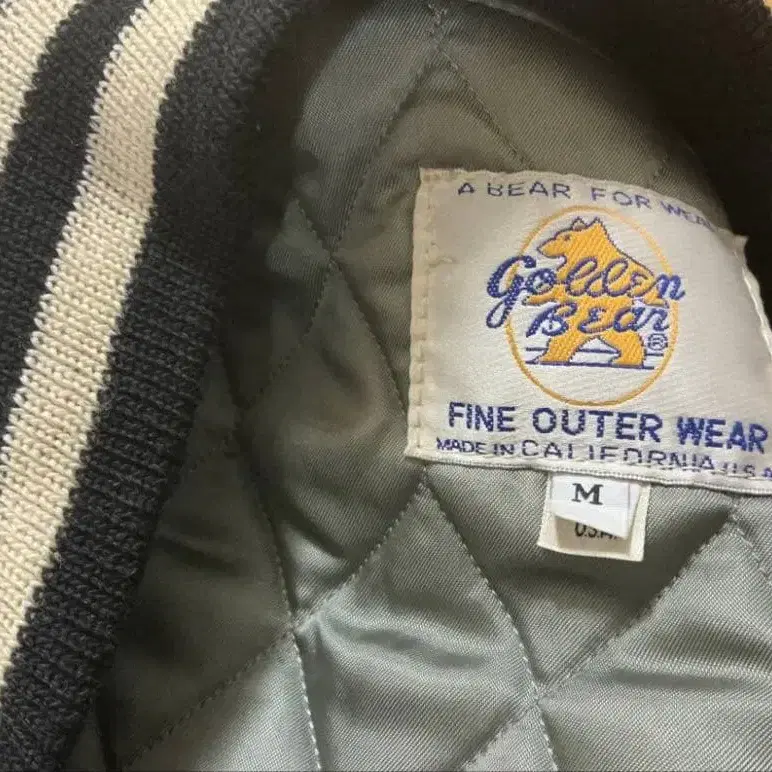 A BEAR FOR WEAR
Golden
Bear ®
FINE OUTER WEAR
MADE IN CALIFORNIA, U.S.A.
M
U.S.A.